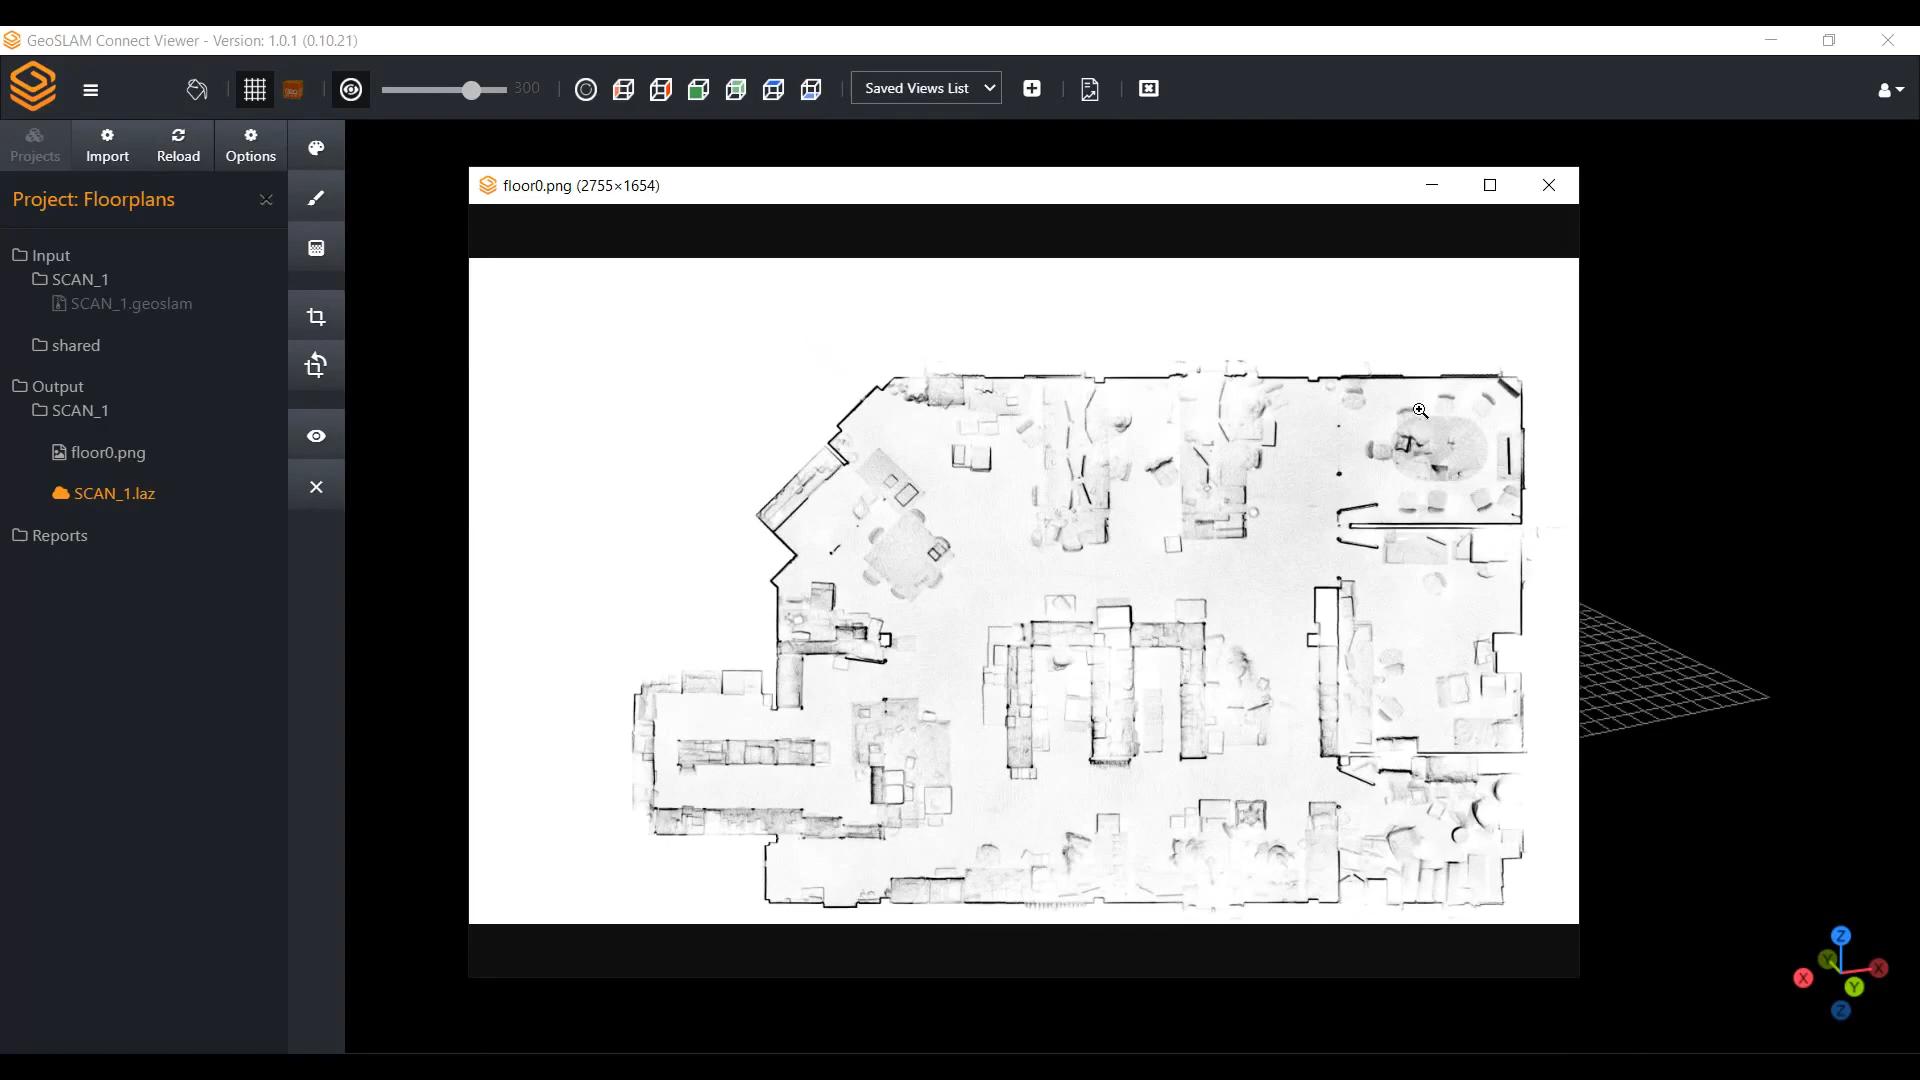 GeoSLAM Connect Viewer - Version: 1.0.1 (0.10.21)
300
Saved Views List
Projects
Import
Reload
Options
Project: Floorplans
Input
SCAN_1
SCAN_1.geoslam
shared
Output
SCAN_1
floor0.png
SCAN_1.laz
Reports
floor0.png (2755×1654)
Z
Y
X
X
Y
Z